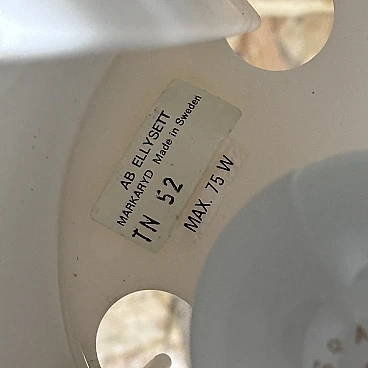 AB ELLYSETT
MARKARYD Made in Sweden
TN 52
MAX. 75 W